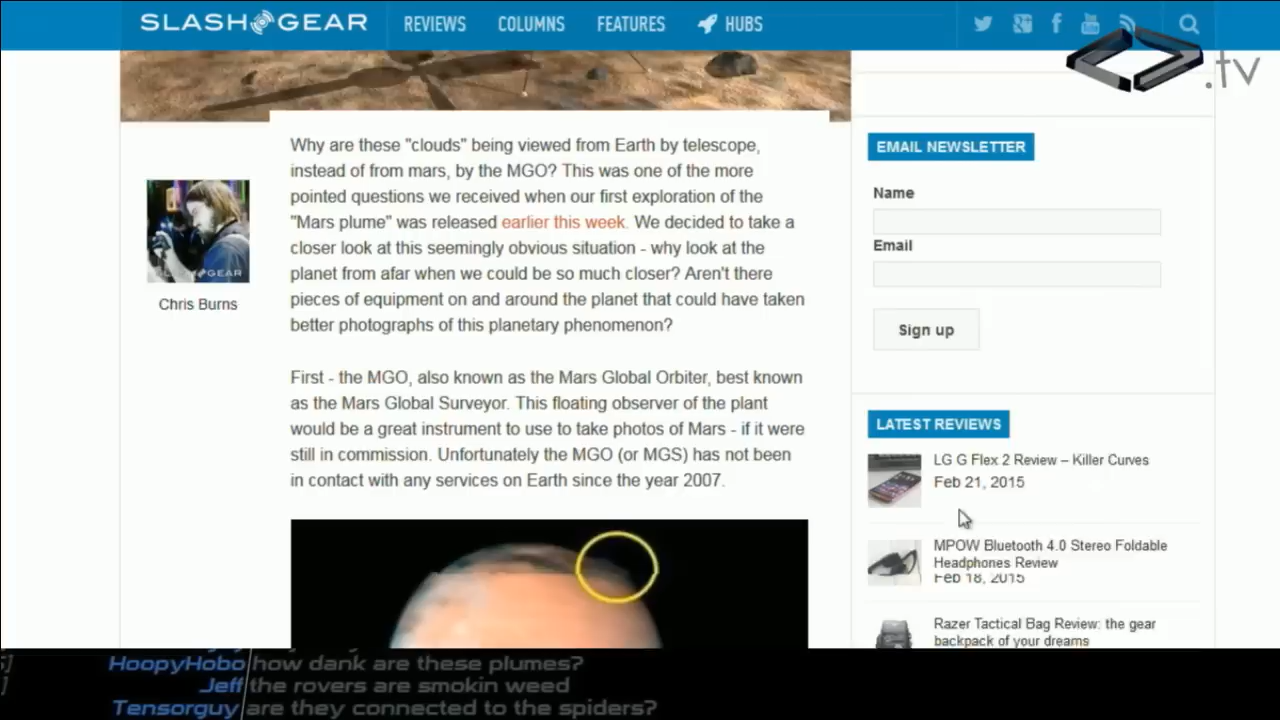 SLASH GEAR REVIEWS COLUMNS FEATURES HUBS
.tv
Why are these "clouds" being viewed from Earth by telescope,
instead of from mars, by the MGO? This was one of the more
pointed questions we received when our first exploration of the
"Mars plume" was released earlier this week. We decided to take a
closer look at this seemingly obvious situation - why look at the
planet from afar when we could be so much closer? Aren't there
pieces of equipment on and around the planet that could have taken
better photographs of this planetary phenomenon?
SLASH GEAR
Chris Burns
First - the MGO, also known as the Mars Global Orbiter, best known
as the Mars Global Surveyor. This floating observer of the plant
would be a great instrument to use to take photos of Mars - if it were
still in commission. Unfortunately the MGO (or MGS) has not been
in contact with any services on Earth since the year 2007.
EMAIL NEWSLETTER
Name
Email
Sign up
LATEST REVIEWS
LG G Flex 2 Review – Killer Curves
Feb 21, 2015
MPOW Bluetooth 4.0 Stereo Foldable
Headphones Review
Feb 18, 2015
Razer Tactical Bag Review: the gear
backpack of your dreams
HoopyHobo how dank are these plumes?
Jeff the rovers are smokin weed
Tensorguy are they connected to the spiders?